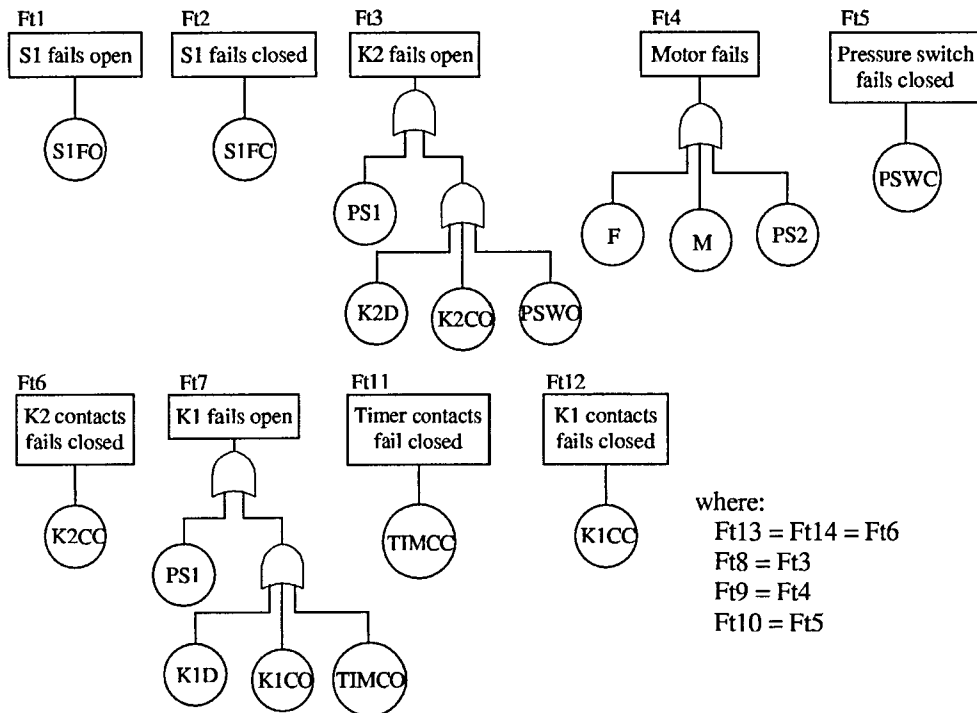 Ft1
S1 fails open
S1FO
Ft2
S1 fails closed
S1FC
Ft3
K2 fails open
PS1
K2D
K2CO
PSWO
Ft4
Motor fails
F
M
PS2
Ft5
Pressure switch
fails closed
PSWC
Ft6
K2 contacts
fails closed
K2CC
Ft7
K1 fails open
PS1
K1D
K1CO
TIMCO
Ft11
Timer contacts
fail closed
TIMCC
Ft12
K1 contacts
fails closed
K1CC
where:
Ft13 = Ft14 = Ft6
Ft8 = Ft3
Ft9 = Ft4
Ft10 = Ft5